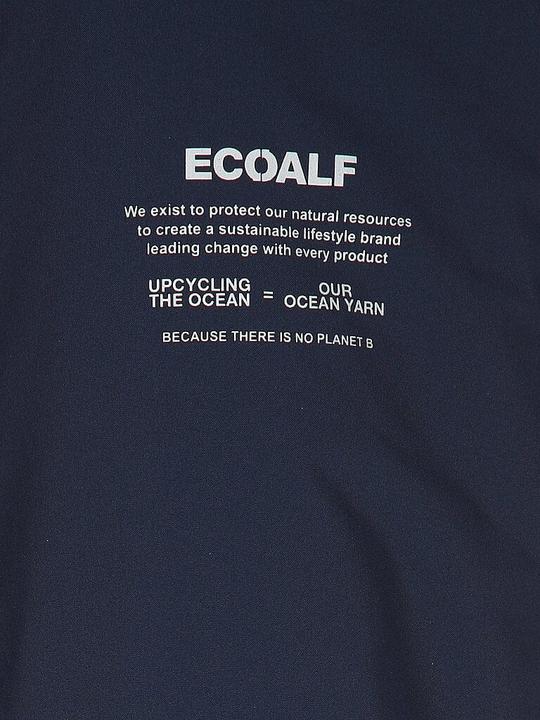 ECOALF
We exist to protect our natural resources
to create a sustainable lifestyle brand
leading change with every product
UPCYCLING THE OCEAN = OUR OCEAN YARN
BECAUSE THERE IS NO PLANET B